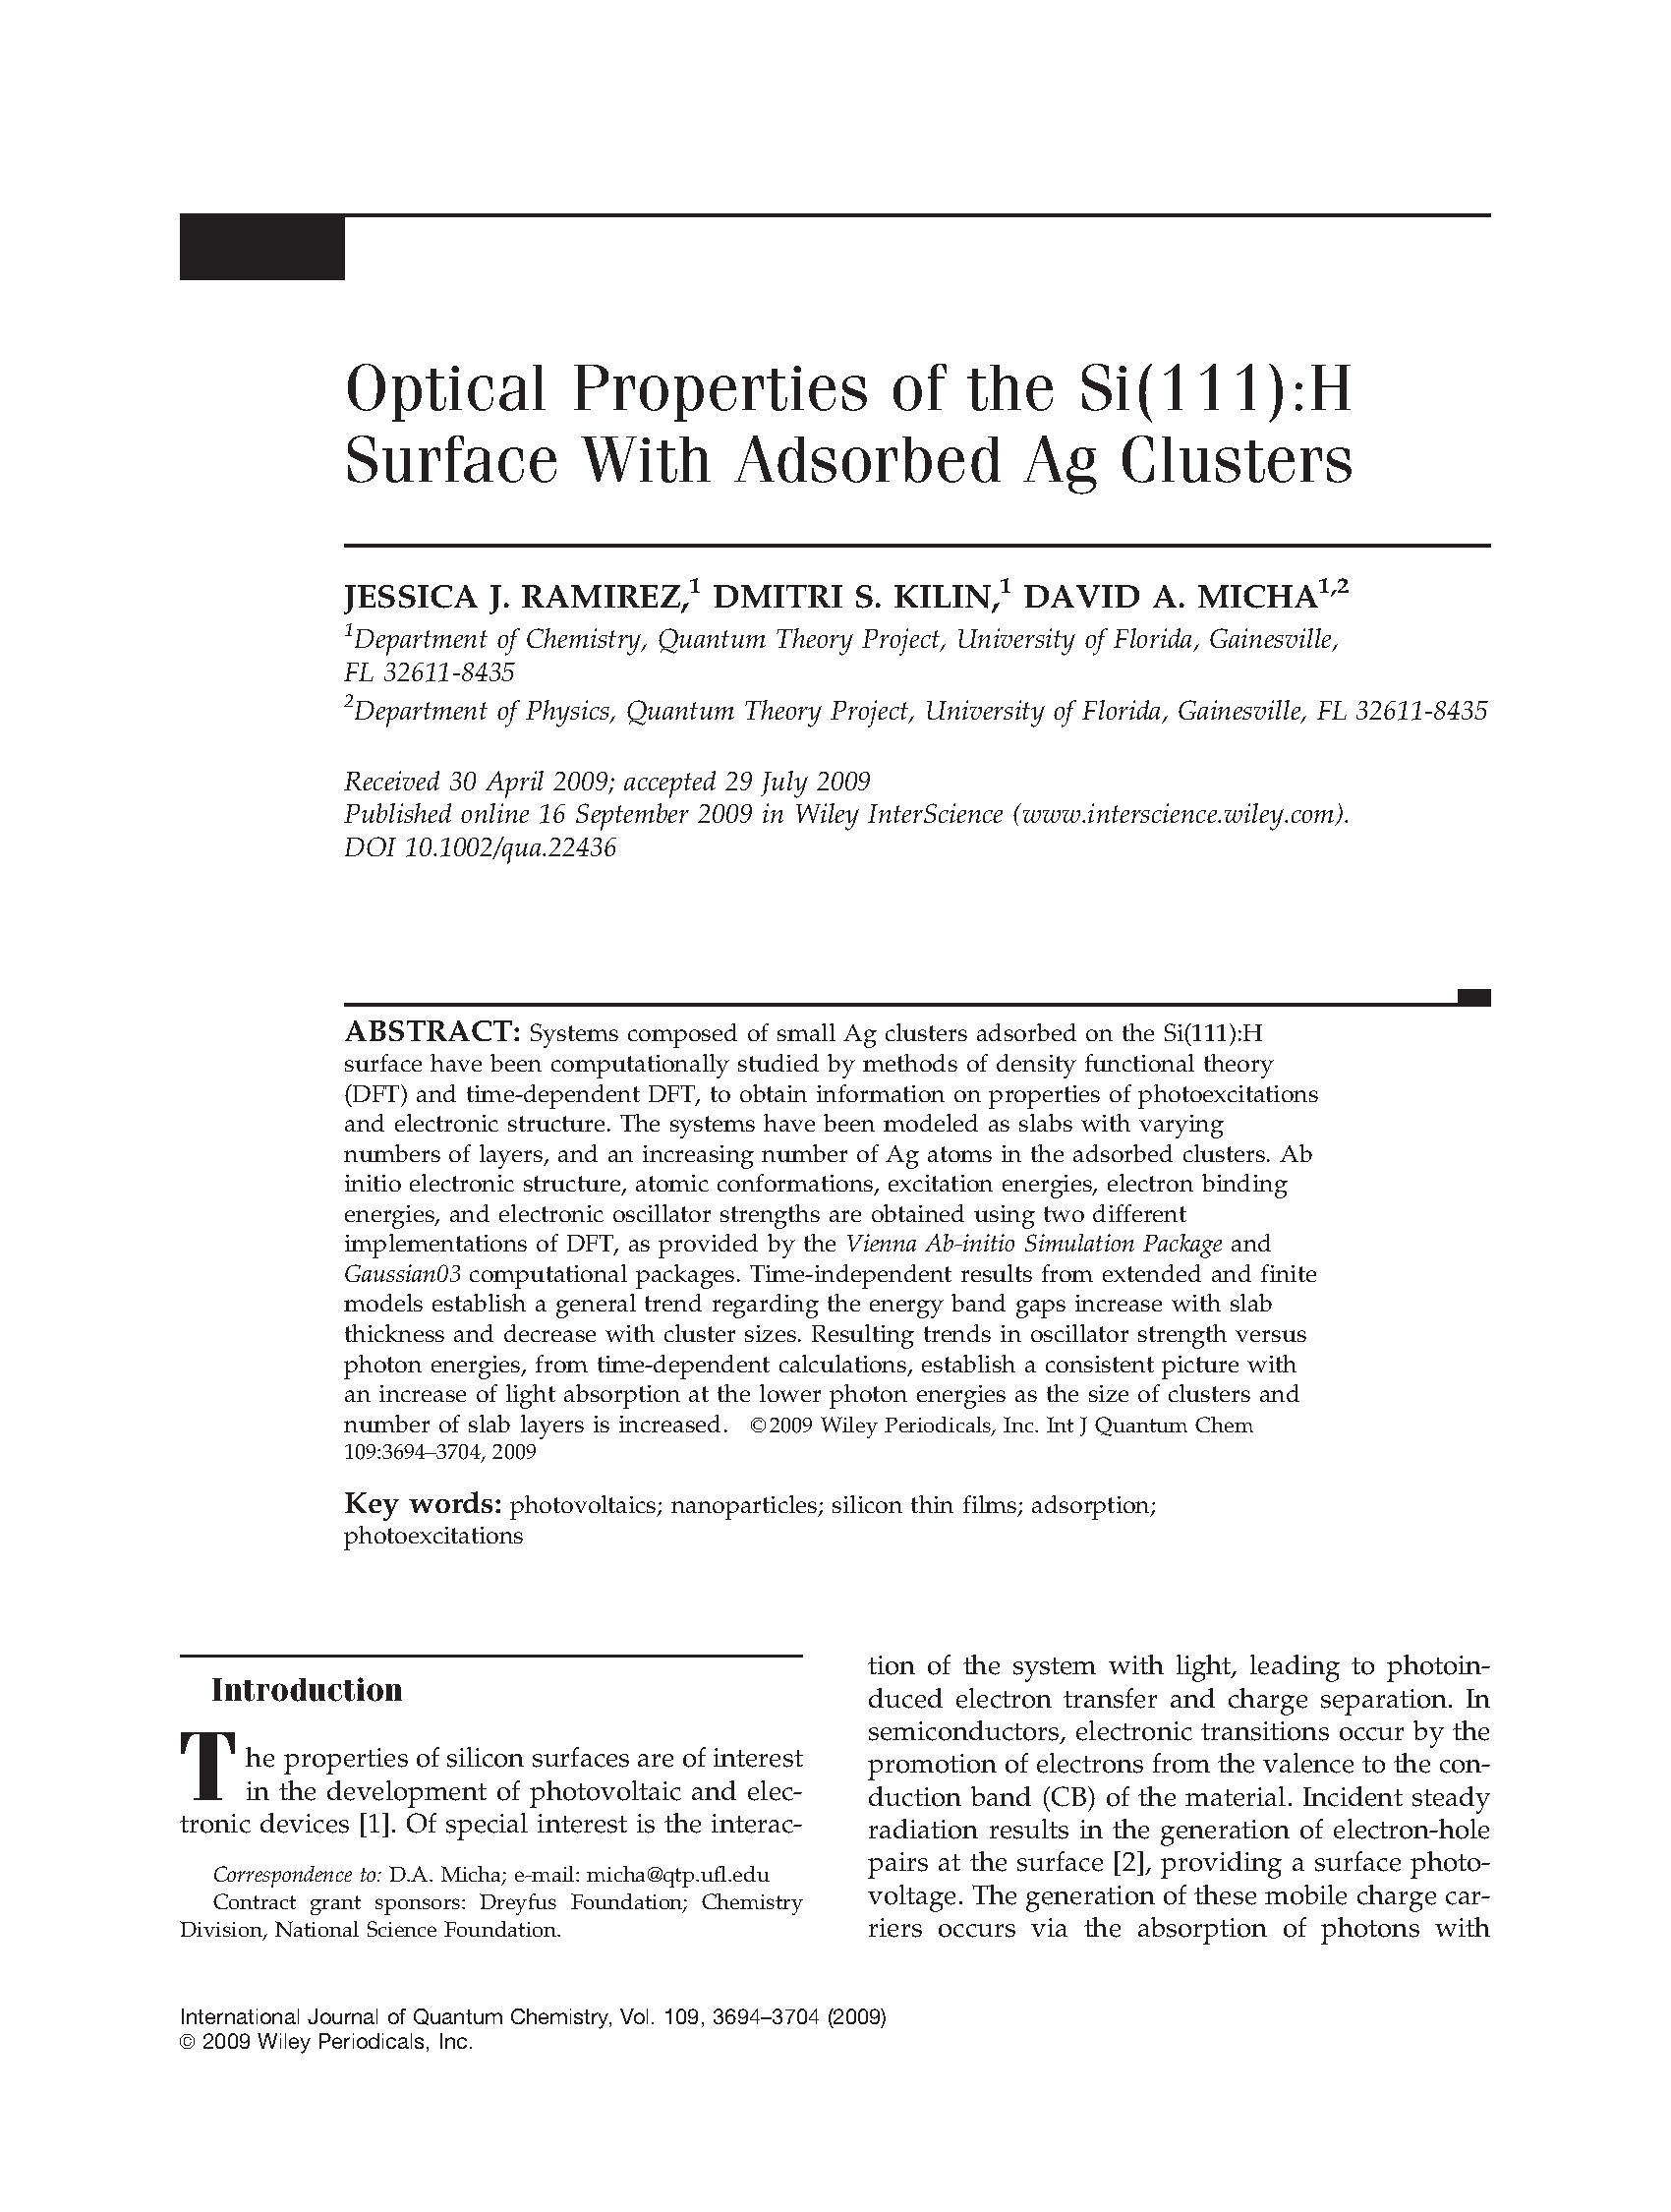 Optical Properties of the Si(111):H
Surface With Adsorbed Ag Clusters
JESSICA J. RAMIREZ,1 DMITRI S. KILIN,1 DAVID A. MICHA1,2
1Department of Chemistry, Quantum Theory Project, University of Florida, Gainesville,
FL 32611-8435
2Department of Physics, Quantum Theory Project, University of Florida, Gainesville, FL 32611-8435
Received 30 April 2009; accepted 29 July 2009
Published online 16 September 2009 in Wiley InterScience (www.interscience.wiley.com).
DOI 10.1002/qua.22436
ABSTRACT: Systems composed of small Ag clusters adsorbed on the Si(111):H
surface have been computationally studied by methods of density functional theory
(DFT) and time-dependent DFT, to obtain information on properties of photoexcitations
and electronic structure. The systems have been modeled as slabs with varying
numbers of layers, and an increasing number of Ag atoms in the adsorbed clusters. Ab
initio electronic structure, atomic conformations, excitation energies, electron binding
energies, and electronic oscillator strengths are obtained using two different
implementations of DFT, as provided by the Vienna Ab-initio Simulation Package and
Gaussian03 computational packages. Time-independent results from extended and finite
models establish a general trend regarding the energy band gaps increase with slab
thickness and decrease with cluster sizes. Resulting trends in oscillator strength versus
photon energies, from time-dependent calculations, establish a consistent picture with
an increase of light absorption at the lower photon energies as the size of clusters and
number of slab layers is increased. © 2009 Wiley Periodicals, Inc. Int J Quantum Chem
109:3694–3704, 2009
Key words: photovoltaics; nanoparticles; silicon thin films; adsorption;
photoexcitations
Introduction
The properties of silicon surfaces are of interest
in the development of photovoltaic and elec-
tronic devices [1]. Of special interest is the interac-
Correspondence to: D.A. Micha; e-mail: micha@qtp.ufl.edu
Contract grant sponsors: Dreyfus Foundation; Chemistry
Division, National Science Foundation.
tion of the system with light, leading to photoin-
duced electron transfer and charge separation. In
semiconductors, electronic transitions occur by the
promotion of electrons from the valence to the con-
duction band (CB) of the material. Incident steady
radiation results in the generation of electron-hole
pairs at the surface [2], providing a surface photo-
voltage. The generation of these mobile charge car-
riers occurs via the absorption of photons with
International Journal of Quantum Chemistry, Vol. 109, 3694–3704 (2009)
© 2009 Wiley Periodicals, Inc.